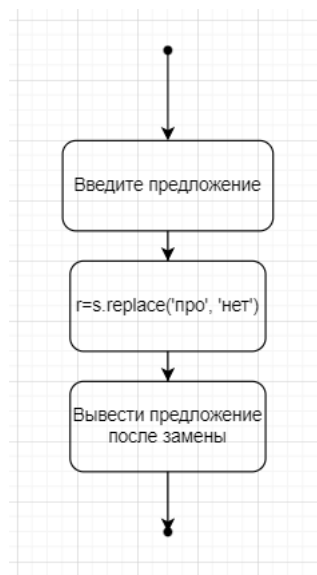 Введите предложение
r=s.replace('про', 'нет')
Вывести предложение
после замены